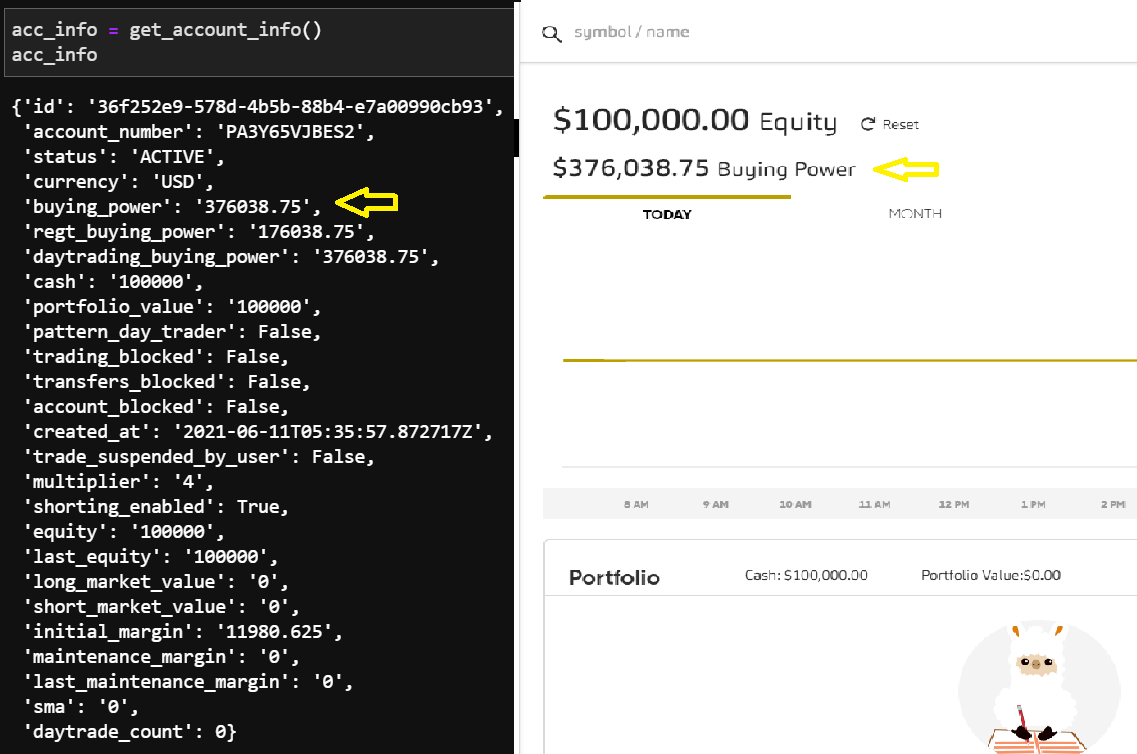 acc_info = get_account_info()
acc_info
{'id': '36f252e9-578d-4b5b-88b4-e7a00990cb93',
'account_number': 'PA3Y65VJBES2',
'status': 'ACTIVE',
'currency': 'USD',
'buying_power': '376038.75',
'regt_buying_power': '176038.75',
'daytrading_buying_power': '376038.75',
'cash': '100000',
'portfolio_value': '100000',
'pattern_day_trader': False,
'trading_blocked': False,
'transfers_blocked': False,
'account_blocked': False,
'created_at': '2021-06-11T05:35:57.872717Z',
'trade_suspended_by_user': False,
'multiplier': '4',
'shorting_enabled': True,
'equity': '100000',
'last_equity': '100000',
'long_market_value': '0',
'short_market_value': '0',
'initial_margin': '11980.625',
'maintenance_margin': '0',
'last_maintenance_margin': '0',
'sma': '0',
'daytrade_count': 0}
symbol / name
$100,000.00 Equity Reset
$376,038.75 Buying Power
TODAY MONTH
8 AM 9 AM 10 AM 11 AM 12 PM 1 PM 2 PM
Portfolio Cash: $100,000.00 Portfolio Value:$0.00